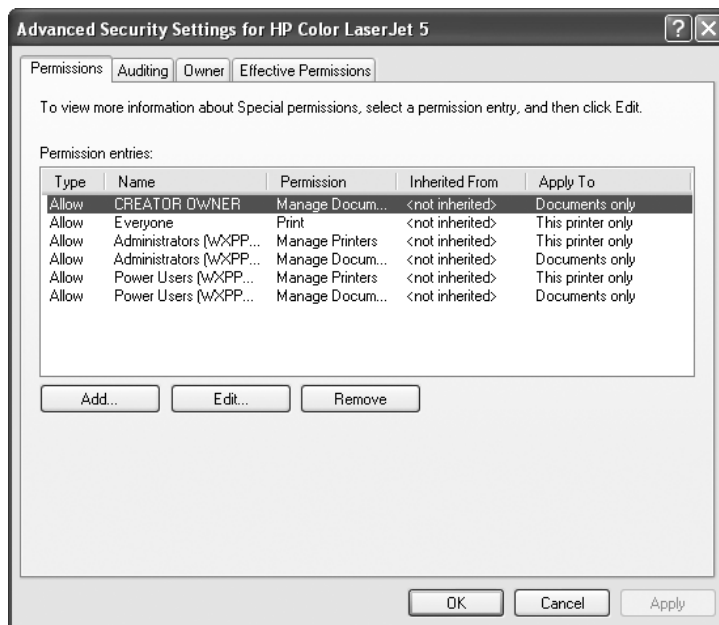 Advanced Security Settings for HP Color LaserJet 5
Permissions Auditing Owner Effective Permissions
To view more information about Special permissions, select a permission entry, and then click Edit.
Permission entries:
Type Name Permission Inherited From Apply To
Allow CREATOR OWNER Manage Docum... <not inherited> Documents only
Allow Everyone Print <not inherited> This printer only
Allow Administrators (WXPP... Manage Printers <not inherited> This printer only
Allow Administrators (WXPP... Manage Docum... <not inherited> Documents only
Allow Power Users (WXPP... Manage Printers <not inherited> This printer only
Allow Power Users (WXPP... Manage Docum... <not inherited> Documents only
Add... Edit... Remove
OK Cancel Apply